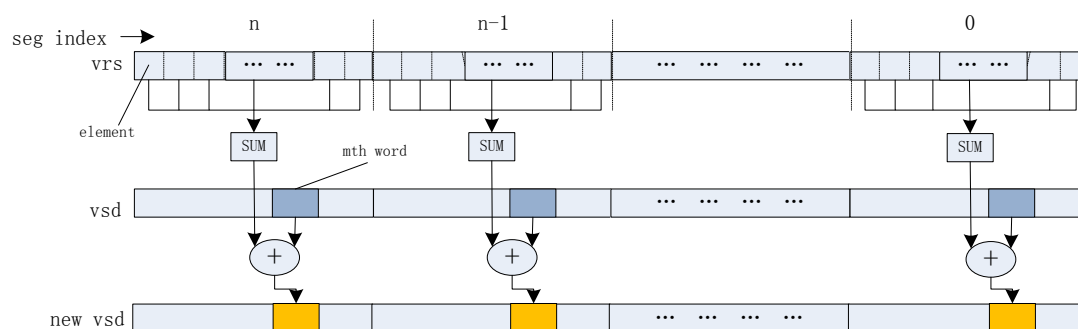 n n-1 0
seg index
vrs ... ... ... ... ... ... ... ... ... ...
element
SUM SUM SUM
mth word
vsd ... ... ... ...
+ + +
new vsd ... ... ... ...